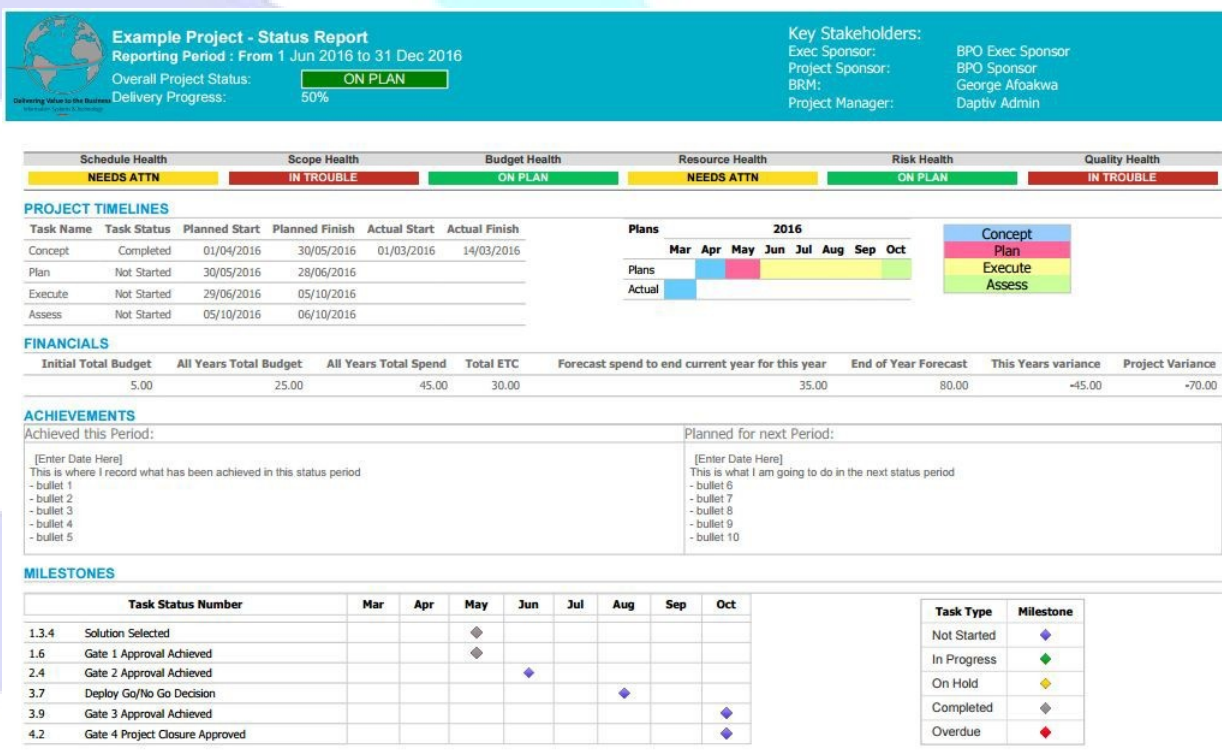 Example Project - Status Report
Reporting Period : From 1 Jun 2016 to 31 Dec 2016
Overall Project Status: ON PLAN
Delivery Progress: 50%
Delivering Value to the Business
Information Systems & Technology
Key Stakeholders:
Exec Sponsor: BPO Exec Sponsor
Project Sponsor: BPO Sponsor
BRM: George Afoakwa
Project Manager: Daptiv Admin
Schedule Health Scope Health Budget Health Resource Health Risk Health Quality Health
NEEDS ATTN IN TROUBLE ON PLAN NEEDS ATTN ON PLAN IN TROUBLE
PROJECT TIMELINES
Task Name Task Status Planned Start Planned Finish Actual Start Actual Finish
Concept Completed 01/04/2016 30/05/2016 01/03/2016 14/03/2016
Plan Not Started 30/05/2016 28/06/2016
Execute Not Started 29/06/2016 05/10/2016
Assess Not Started 05/10/2016 06/10/2016
Plans 2016
Mar Apr May Jun Jul Aug Sep Oct
Plans
Actual
Concept
Plan
Execute
Assess
FINANCIALS
Initial Total Budget All Years Total Budget All Years Total Spend Total ETC Forecast spend to end current year for this year End of Year Forecast This Years variance Project Variance
5.00 25.00 45.00 30.00 35.00 80.00 -45.00 -70.00
ACHIEVEMENTS
Achieved this Period:
[Enter Date Here]
This is where I record what has been achieved in this status period
- bullet 1
- bullet 2
- bullet 3
- bullet 4
- bullet 5
Planned for next Period:
[Enter Date Here]
This is what I am going to do in the next status period
- bullet 6
- bullet 7
- bullet 8
- bullet 9
- bullet 10
MILESTONES
Task Status Number Mar Apr May Jun Jul Aug Sep Oct
1.3.4 Solution Selected
1.6 Gate 1 Approval Achieved
2.4 Gate 2 Approval Achieved
3.7 Deploy Go/No Go Decision
3.9 Gate 3 Approval Achieved
4.2 Gate 4 Project Closure Approved
Task Type Milestone
Not Started
In Progress
On Hold
Completed
Overdue